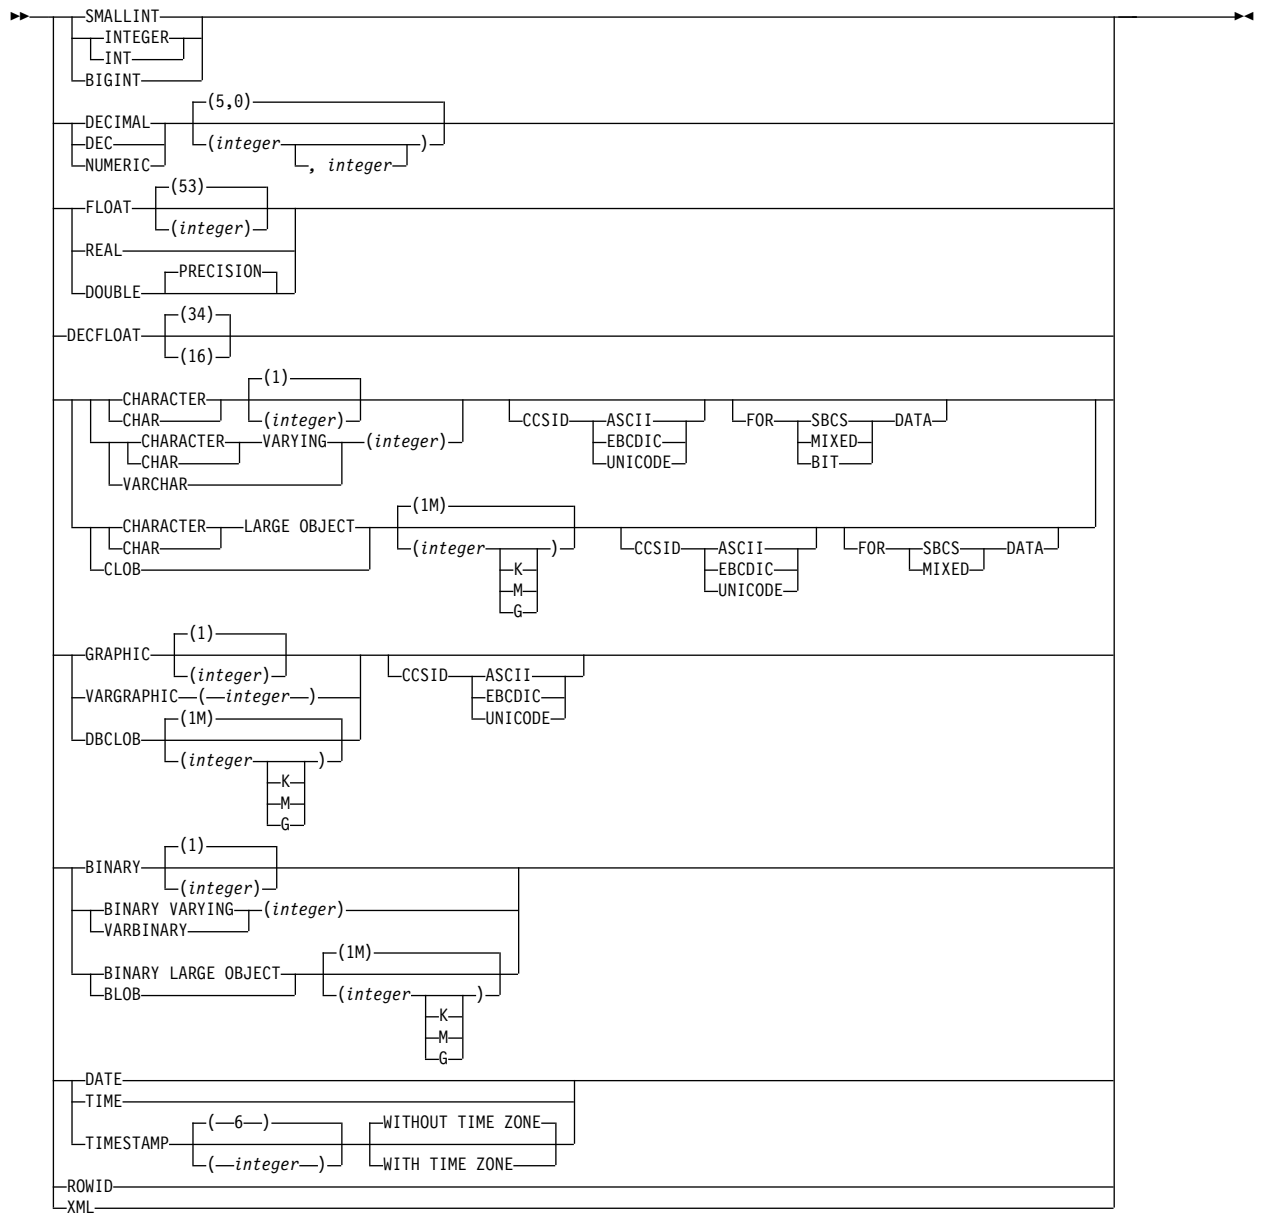 SMALLINT
INTEGER
INT
BIGINT
(5,0)
DECIMAL
DEC (integer )
NUMERIC , integer
(53)
FLOAT
(integer)
REAL
PRECISION
DOUBLE
(34)
DECFLOAT
(16)
(1)
CHARACTER
CHAR (integer) CCSID ASCII FOR SBCS DATA
CHARACTER VARYING (integer) EBCDIC MIXED
CHAR UNICODE BIT
VARCHAR
(1M)
CHARACTER LARGE OBJECT
CHAR (integer ) CCSID ASCII FOR SBCS DATA
CLOB K EBCDIC MIXED
M UNICODE
G
(1)
GRAPHIC
(integer) CCSID ASCII
VARGRAPHIC ( integer ) EBCDIC
(1M) UNICODE
DBCLOB
(integer )
K
M
G
(1)
BINARY
(integer)
BINARY VARYING (integer)
VARBINARY
(1M)
BINARY LARGE OBJECT
BLOB (integer )
K
M
G
DATE
TIME
( 6 ) WITHOUT TIME ZONE
TIMESTAMP
( integer ) WITH TIME ZONE
ROWID
XML